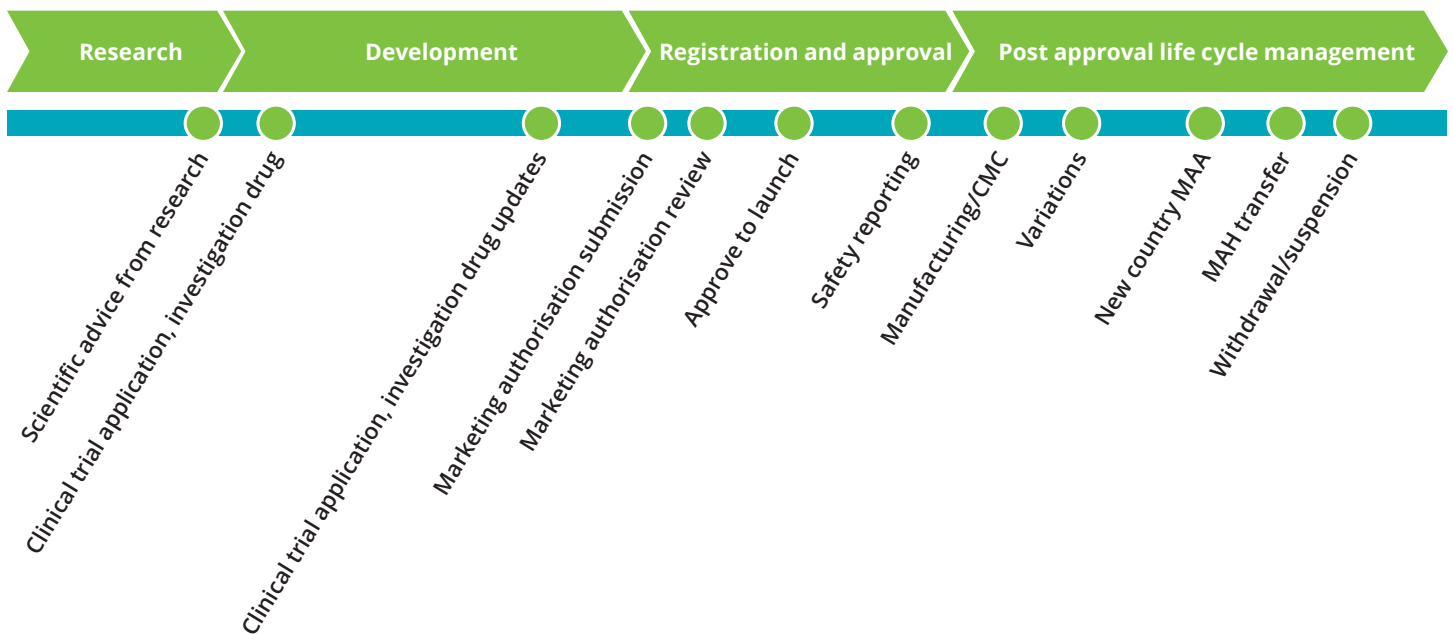 Research
Development
Registration and approval
Post approval life cycle management
Scientific advice from research
Clinical trial application, investigation drug
Clinical trial application, investigation drug updates
Marketing authorisation submission
Marketing authorisation review
Approve to launch
Safety reporting
Manufacturing/CMC
Variations
New country MAA
MAH transfer
Withdrawal/suspension